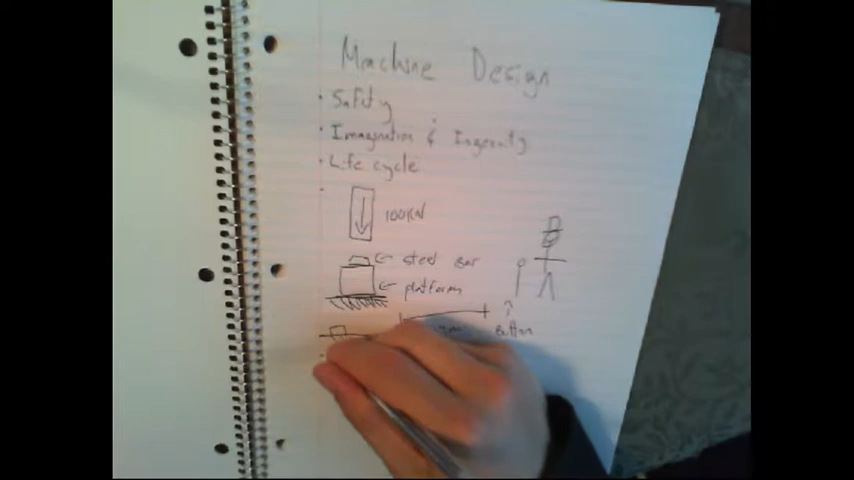 Machine Design
• Safety
• Imagination & Ingenuity
• Life cycle
•
100KN
steel bar
platform
button